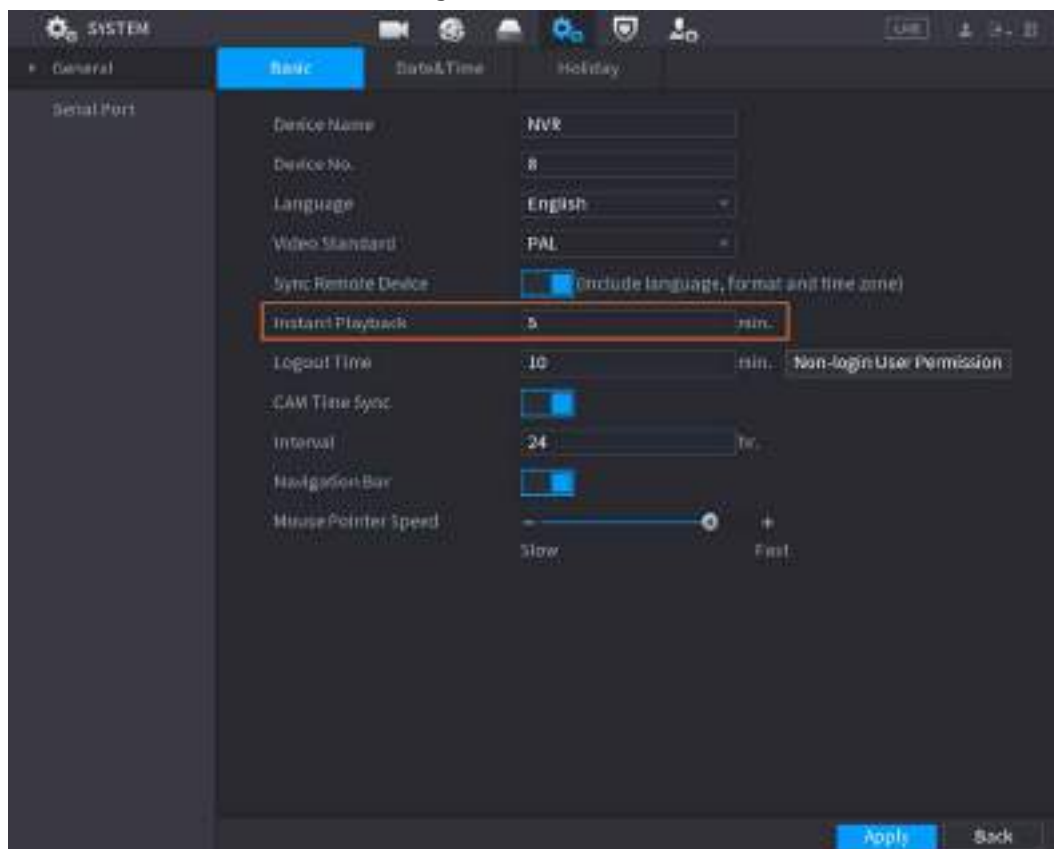 SYSTEM LIVE
General Basic Date&Time Holiday
Serial Port
Device Name NVR
Device No. 8
Language English
Video Standard PAL
Sync Remote Device (Include language, format and time zone)
Instant Playback 5 min.
Logout Time 10 min. Non-login User Permission
CAM Time Sync
Interval 24 hr.
Navigation Bar
Mouse Pointer Speed - +
Slow Fast
Apply Back